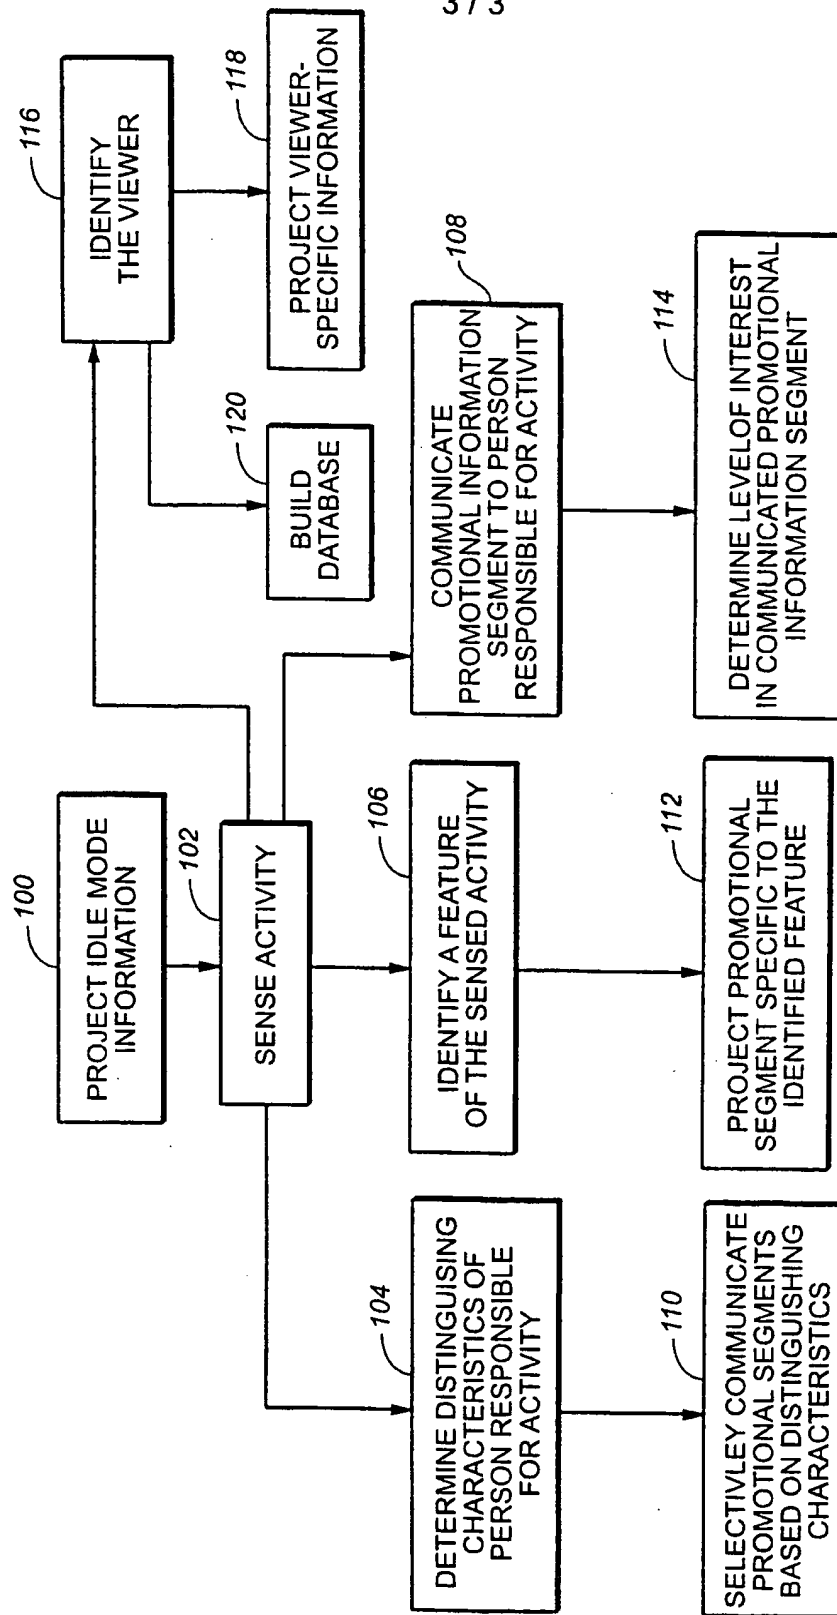 3 / 3
100
PROJECT IDLE MODE
INFORMATION
102
SENSE ACTIVITY
116
IDENTIFY
THE VIEWER
118
PROJECT VIEWER-
SPECIFIC INFORMATION
120
BUILD
DATABASE
104
DETERMINE DISTINGUISING
CHARACTERISTICS OF
PERSON RESPONSIBLE
FOR ACTIVITY
106
IDENTIFY A FEATURE
OF THE SENSED ACTIVITY
108
COMMUNICATE
PROMOTIONAL INFORMATION
SEGMENT TO PERSON
RESPONSIBLE FOR ACTIVITY
110
SELECTIVLEY COMMUNICATE
PROMOTIONAL SEGMENTS
BASED ON DISTINGUISHING
CHARACTERISTICS
112
PROJECT PROMOTIONAL
SEGMENT SPECIFIC TO THE
IDENTIFIED FEATURE
114
DETERMINE LEVELOF INTEREST
IN COMMUNICATED PROMOTIONAL
INFORMATION SEGMENT